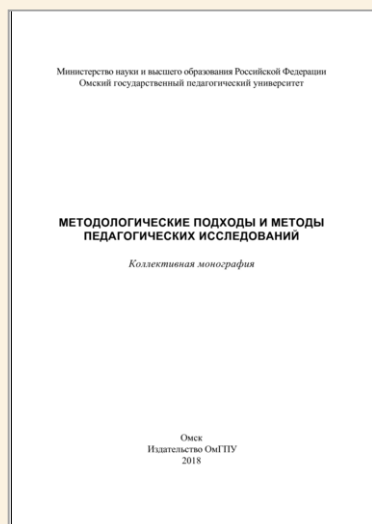 Министерство науки и высшего образования Российской Федерации
Омский государственный педагогический университет
МЕТОДОЛОГИЧЕСКИЕ ПОДХОДЫ И МЕТОДЫ
ПЕДАГОГИЧЕСКИХ ИССЛЕДОВАНИЙ
Коллективная монография
Омск
Издательство ОмГПУ
2018